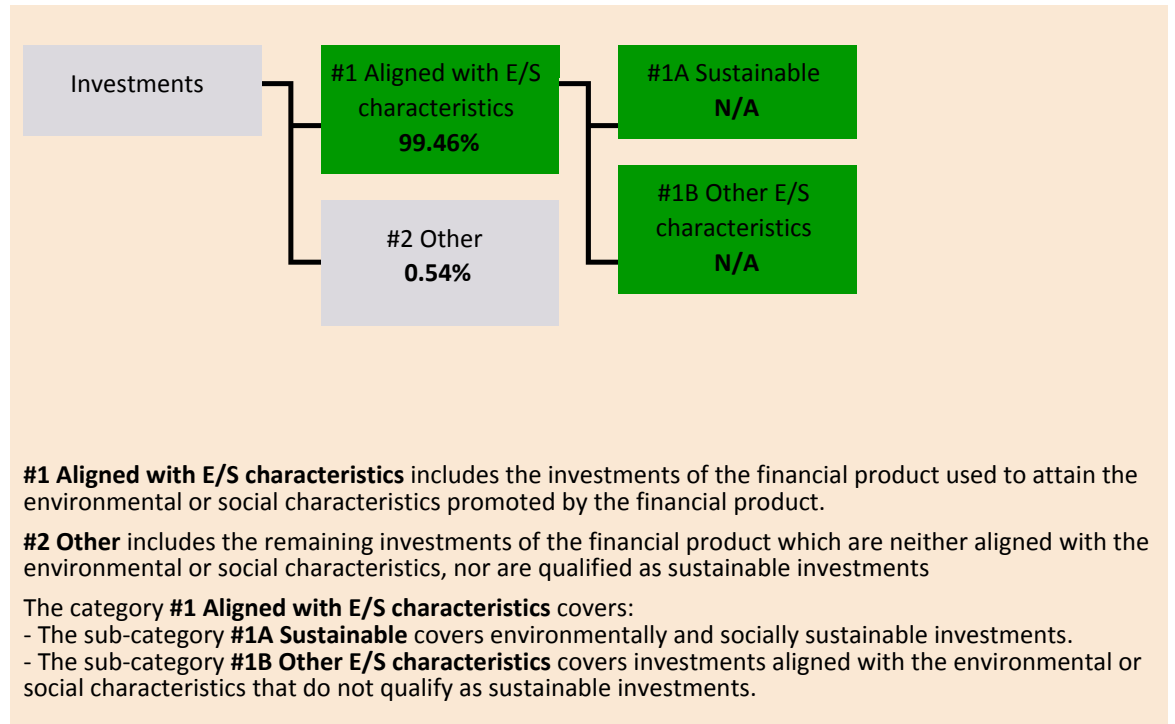 Investments
#1 Aligned with E/S
characteristics
99.46%
#2 Other
0.54%
#1A Sustainable
N/A
#1B Other E/S
characteristics
N/A
#1 Aligned with E/S characteristics includes the investments of the financial product used to attain the
environmental or social characteristics promoted by the financial product.
#2 Other includes the remaining investments of the financial product which are neither aligned with the
environmental or social characteristics, nor are qualified as sustainable investments
The category #1 Aligned with E/S characteristics covers:
- The sub-category #1A Sustainable covers environmentally and socially sustainable investments.
- The sub-category #1B Other E/S characteristics covers investments aligned with the environmental or
social characteristics that do not qualify as sustainable investments.